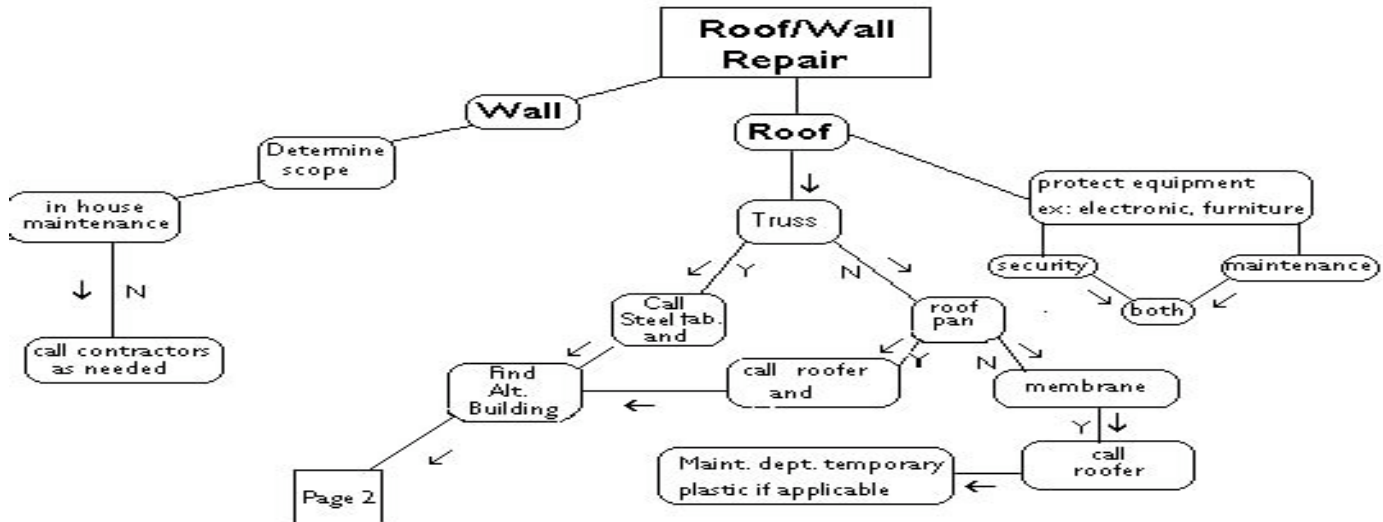 Roof/Wall
Repair
Wall
Roof
Determine
scope
in house
maintenance
N
call contractors
as needed
protect equipment
ex: electronic, furniture
security
maintenance
both
Truss
Y
N
Call
Steel tab.
and
roof
pan
Y
N
Find
Alt.
Building
call roofer
and
membrane
Y
call
roofer
Maint. dept. temporary
plastic if applicable
Page 2